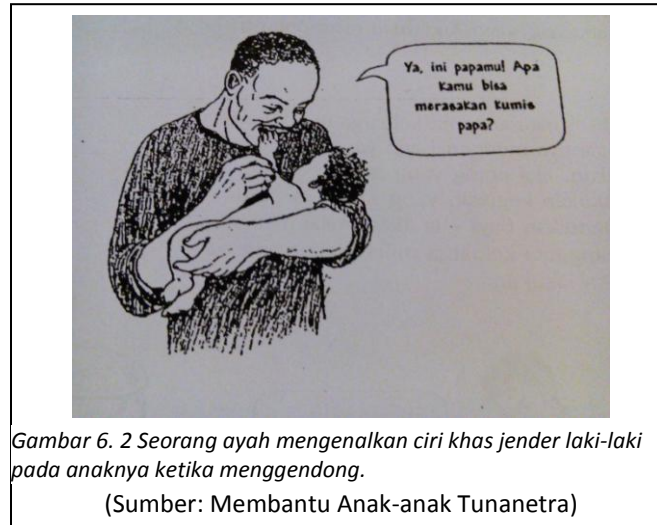 Ya, ini papamu! Apa
kamu bisa
merasakan kumis
papa?
Gambar 6. 2 Seorang ayah mengenalkan ciri khas jender laki-laki
pada anaknya ketika menggendong.
(Sumber: Membantu Anak-anak Tunanetra)